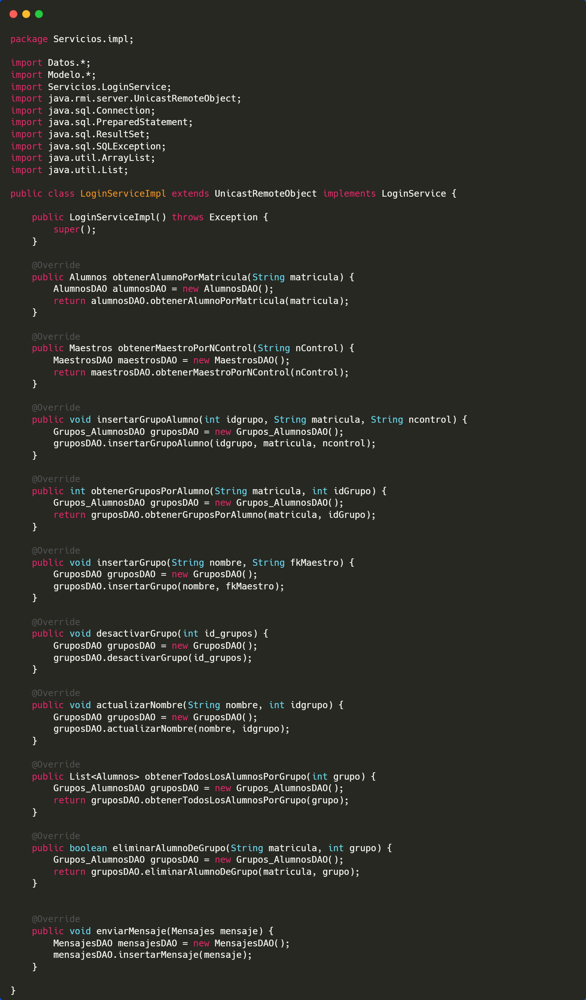 package Servicios.impl;

import Datos.*;
import Modelo.*;
import Servicios.LoginService;
import java.rmi.server.UnicastRemoteObject;
import java.sql.Connection;
import java.sql.PreparedStatement;
import java.sql.ResultSet;
import java.sql.SQLException;
import java.util.ArrayList;
import java.util.List;

public class LoginServiceImpl extends UnicastRemoteObject implements LoginService {

    public LoginServiceImpl() throws Exception {
        super();
    }

    @Override
    public Alumnos obtenerAlumnoPorMatricula(String matricula) {
        AlumnosDAO alumnosDAO = new AlumnosDAO();
        return alumnosDAO.obtenerAlumnoPorMatricula(matricula);
    }

    @Override
    public Maestros obtenerMaestroPorNControl(String nControl) {
        MaestrosDAO maestrosDAO = new MaestrosDAO();
        return maestrosDAO.obtenerMaestroPorNControl(nControl);
    }

    @Override
    public void insertarGrupoAlumno(int idgrupo, String matricula, String ncontrol) {
        Grupos_AlumnosDAO gruposDAO = new Grupos_AlumnosDAO();
        gruposDAO.insertarGrupoAlumno(idgrupo, matricula, ncontrol);
    }

    @Override
    public int obtenerGruposPorAlumno(String matricula, int idGrupo) {
        Grupos_AlumnosDAO gruposDAO = new Grupos_AlumnosDAO();
        return gruposDAO.obtenerGruposPorAlumno(matricula, idGrupo);
    }

    @Override
    public void insertarGrupo(String nombre, String fkMaestro) {
        GruposDAO gruposDAO = new GruposDAO();
        gruposDAO.insertarGrupo(nombre, fkMaestro);
    }

    @Override
    public void desactivarGrupo(int id_grupos) {
        GruposDAO gruposDAO = new GruposDAO();
        gruposDAO.desactivarGrupo(id_grupos);
    }

    @Override
    public void actualizarNombre(String nombre, int idgrupo) {
        GruposDAO gruposDAO = new GruposDAO();
        gruposDAO.actualizarNombre(nombre, idgrupo);
    }

    @Override
    public List<Alumnos> obtenerTodosLosAlumnosPorGrupo(int grupo) {
        Grupos_AlumnosDAO gruposDAO = new Grupos_AlumnosDAO();
        return gruposDAO.obtenerTodosLosAlumnosPorGrupo(grupo);
    }

    @Override
    public boolean eliminarAlumnoDeGrupo(String matricula, int grupo) {
        Grupos_AlumnosDAO gruposDAO = new Grupos_AlumnosDAO();
        return gruposDAO.eliminarAlumnoDeGrupo(matricula, grupo);
    }


    @Override
    public void enviarMensaje(Mensajes mensaje) {
        MensajesDAO mensajesDAO = new MensajesDAO();
        mensajesDAO.insertarMensaje(mensaje);
    }

}